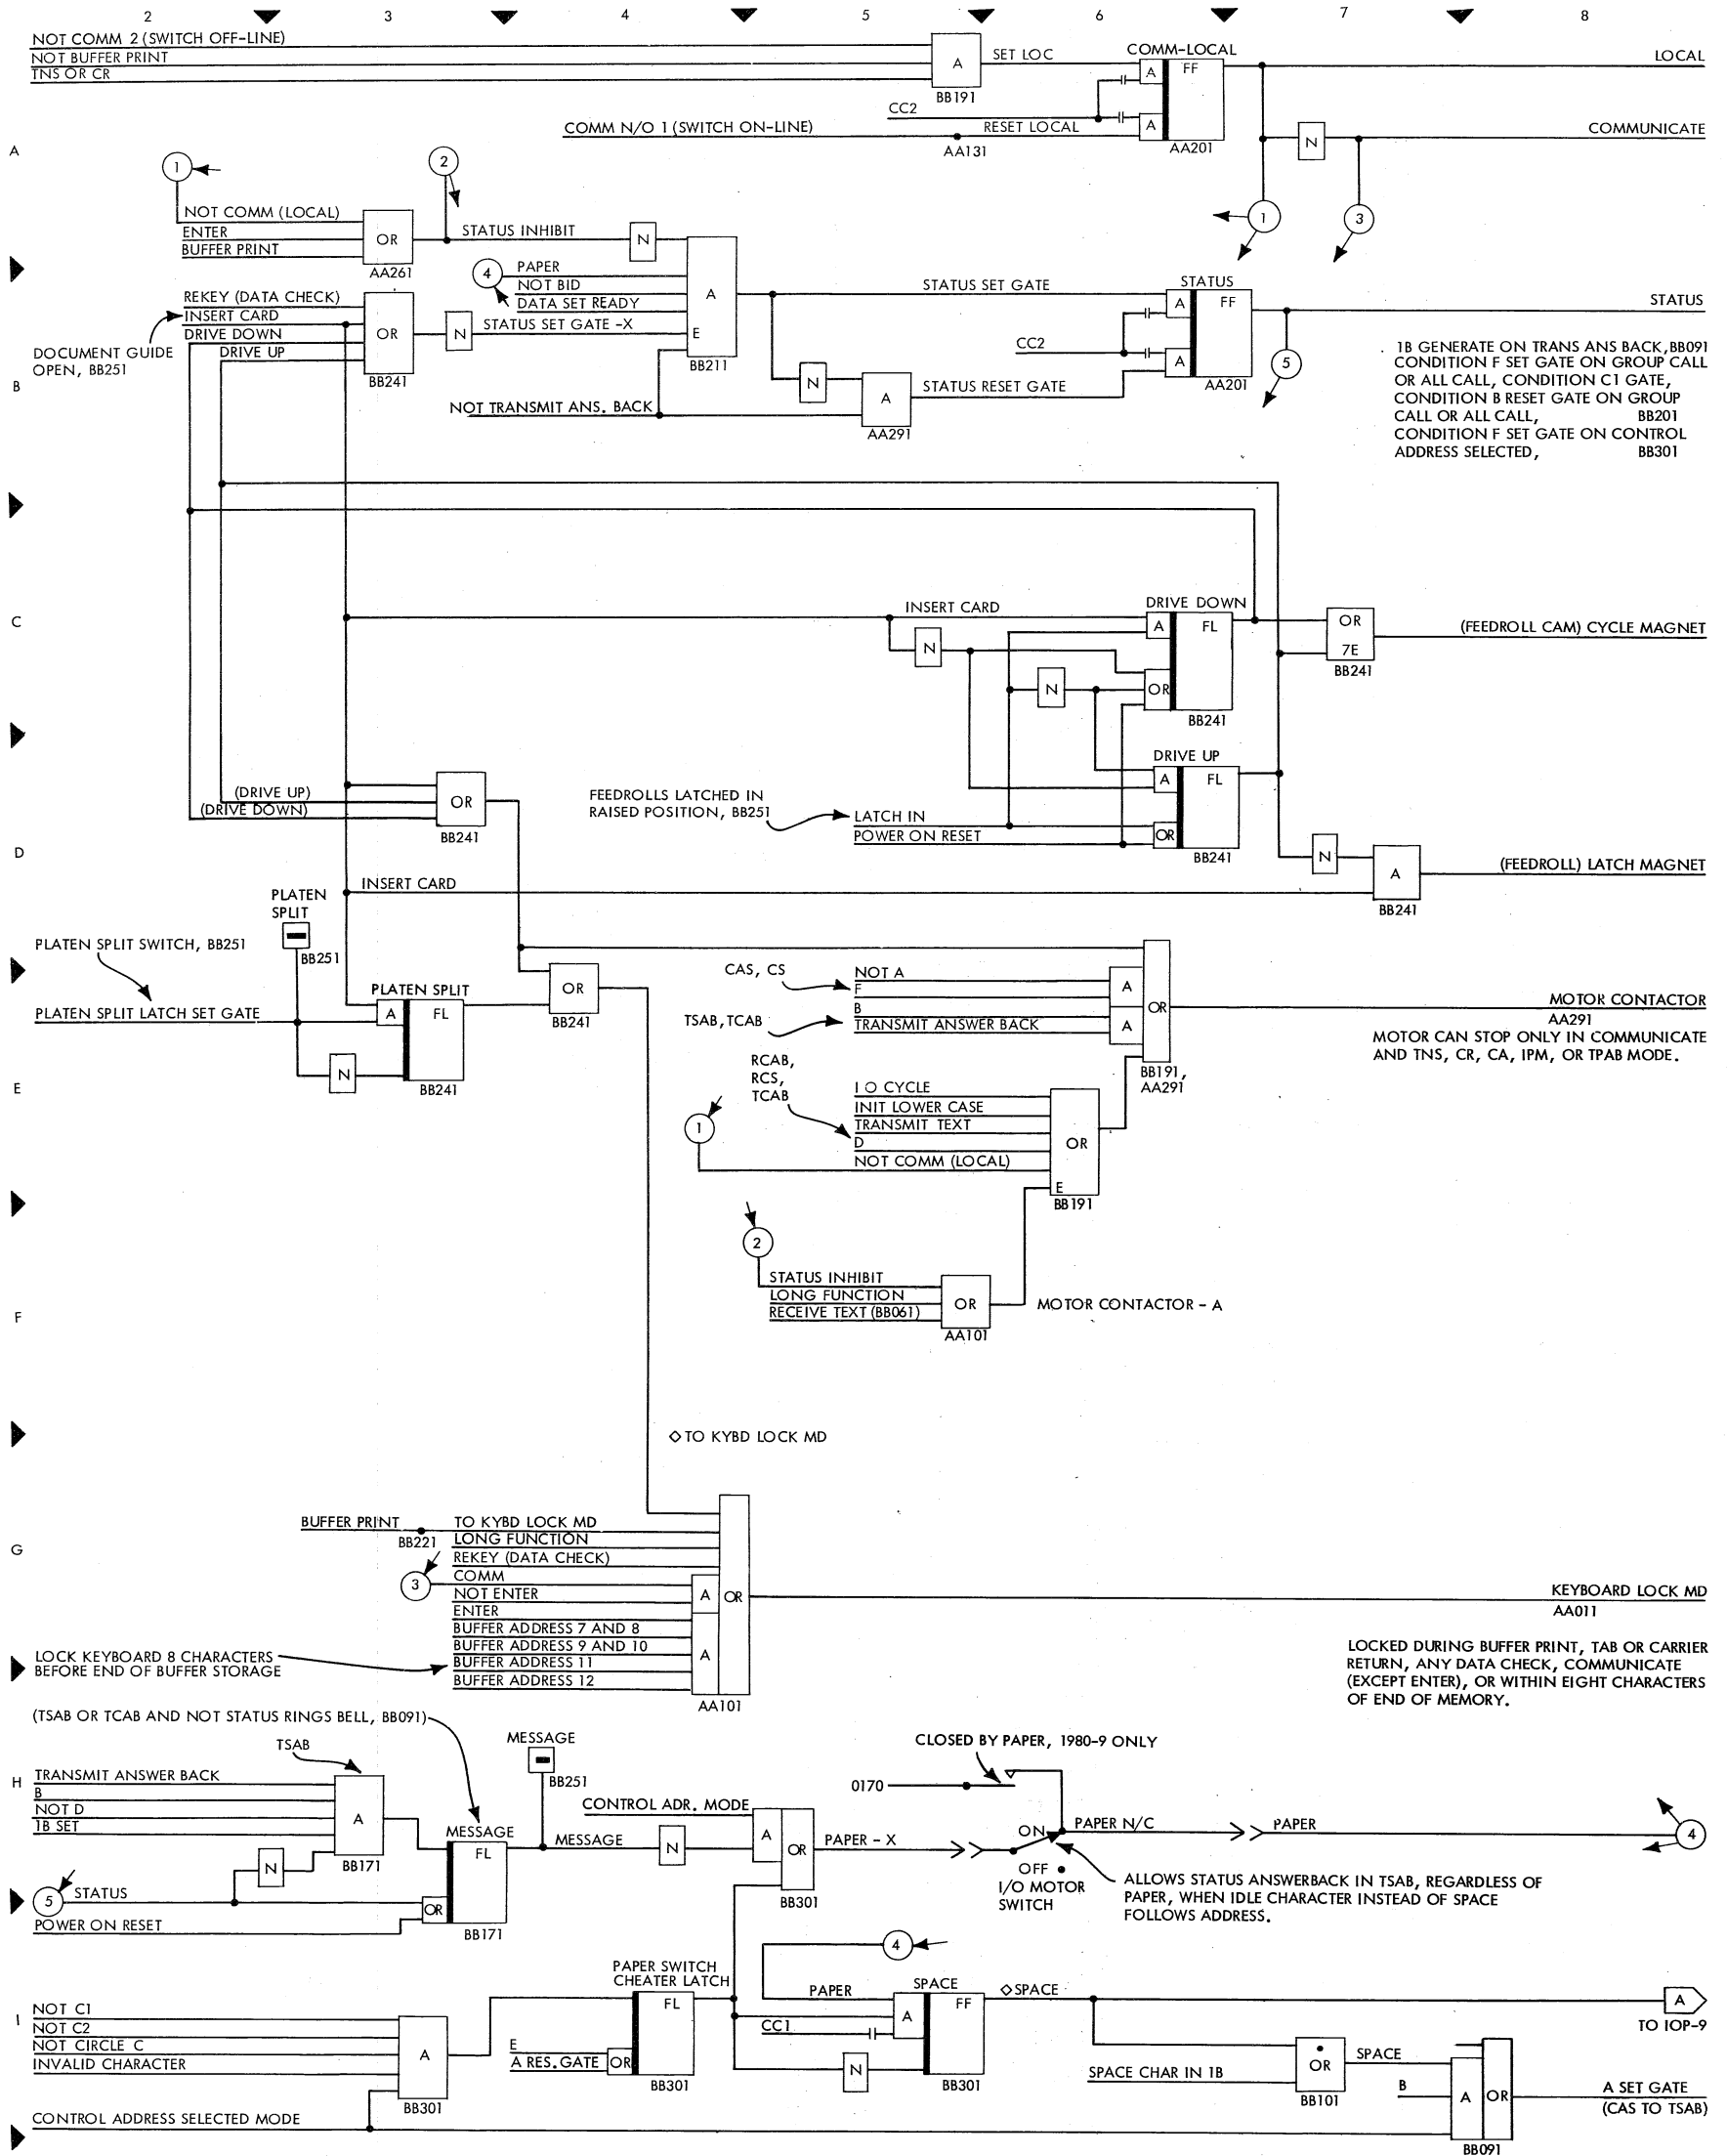 2 3 4 5 6 7 8
NOT COMM 2 (SWITCH OFF-LINE)
NOT BUFFER PRINT
TNS OR CR
A
BB191
SET LOC
COMM-LOCAL
A FF
A
AA201
LOCAL
CC2
COMM N/O 1 (SWITCH ON-LINE)
AA131
RESET LOCAL
N
COMMUNICATE
A
1
2
1
3
NOT COMM (LOCAL)
ENTER
BUFFER PRINT
OR
AA261
STATUS INHIBIT
N
4
PAPER
NOT BID
DATA SET READY
STATUS SET GATE -X
A
E
BB211
REKEY (DATA CHECK)
INSERT CARD
DRIVE DOWN
DRIVE UP
OR
BB241
N
DOCUMENT GUIDE
OPEN, BB251
B
STATUS SET GATE
STATUS
A FF
A
AA201
CC2
STATUS
5
N
A
AA291
STATUS RESET GATE
NOT TRANSMIT ANS. BACK
1B GENERATE ON TRANS ANS BACK, BB091
CONDITION F SET GATE ON GROUP CALL
OR ALL CALL, CONDITION C1 GATE,
CONDITION B RESET GATE ON GROUP
CALL OR ALL CALL, BB201
CONDITION F SET GATE ON CONTROL
ADDRESS SELECTED, BB301
C
INSERT CARD
N
N
DRIVE DOWN
A FL
OR
BB241
OR
7E
BB241
(FEEDROLL CAM) CYCLE MAGNET
DRIVE UP
A FL
OR
BB241
(DRIVE UP)
(DRIVE DOWN)
OR
BB241
FEEDROLLS LATCHED IN
RAISED POSITION, BB251
LATCH IN
POWER ON RESET
D
N
A
BB241
(FEEDROLL) LATCH MAGNET
INSERT CARD
PLATEN
SPLIT
BB251
PLATEN SPLIT SWITCH, BB251
PLATEN SPLIT LATCH SET GATE
PLATEN SPLIT
A FL
BB241
N
OR
BB241
E
CAS, CS
NOT A
F
B
TRANSMIT ANSWER BACK
TSAB, TCAB
A
A
OR
BB191,
AA291
MOTOR CONTACTOR
AA291
MOTOR CAN STOP ONLY IN COMMUNICATE
AND TNS, CR, CA, IPM, OR TPAB MODE.
RCAB,
RCS,
TCAB
1
I O CYCLE
INIT LOWER CASE
TRANSMIT TEXT
D
NOT COMM (LOCAL)
OR
E
BB191
2
STATUS INHIBIT
LONG FUNCTION
RECEIVE TEXT (BB061)
OR
AA101
MOTOR CONTACTOR - A
F
◇ TO KYBD LOCK MD
G
BUFFER PRINT
BB221
TO KYBD LOCK MD
LONG FUNCTION
REKEY (DATA CHECK)
3
COMM
NOT ENTER
ENTER
BUFFER ADDRESS 7 AND 8
BUFFER ADDRESS 9 AND 10
BUFFER ADDRESS 11
BUFFER ADDRESS 12
A
A
OR
AA101
LOCK KEYBOARD 8 CHARACTERS
BEFORE END OF BUFFER STORAGE
KEYBOARD LOCK MD
AA011
LOCKED DURING BUFFER PRINT, TAB OR CARRIER
RETURN, ANY DATA CHECK, COMMUNICATE
(EXCEPT ENTER), OR WITHIN EIGHT CHARACTERS
OF END OF MEMORY.
(TSAB OR TCAB AND NOT STATUS RINGS BELL, BB091)
TSAB
H
TRANSMIT ANSWER BACK
B
NOT D
1B SET
A
BB171
N
5
STATUS
POWER ON RESET
MESSAGE
FL
OR
BB171
MESSAGE
BB251
MESSAGE
N
CONTROL ADR. MODE
A
OR
BB301
PAPER - X
CLOSED BY PAPER, 1980-9 ONLY
0170
ON
OFF
I/O MOTOR
SWITCH
PAPER N/C
PAPER
4
ALLOWS STATUS ANSWERBACK IN TSAB, REGARDLESS OF
PAPER, WHEN IDLE CHARACTER INSTEAD OF SPACE
FOLLOWS ADDRESS.
4
I
NOT C1
NOT C2
NOT CIRCLE C
INVALID CHARACTER
CONTROL ADDRESS SELECTED MODE
A
BB301
PAPER SWITCH
CHEATER LATCH
FL
E
A RES. GATE
OR
BB301
PAPER
CC1
N
SPACE
A FF
BB301
◇ SPACE
A
TO IOP-9
SPACE CHAR IN 1B
OR
BB101
SPACE
B
A
OR
BB091
A SET GATE
(CAS TO TSAB)